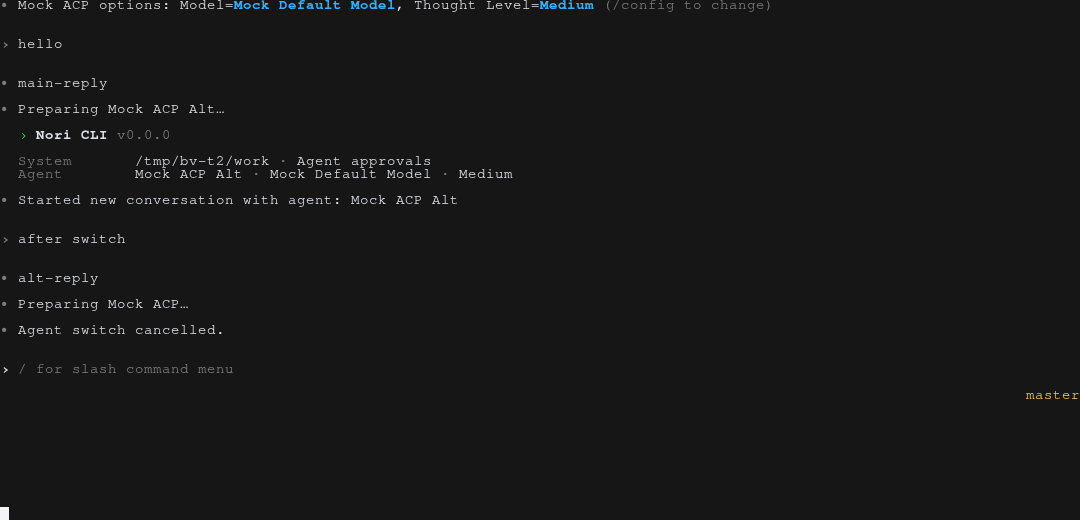 • Mock ACP options: Model=Mock Default Model, Thought Level=Medium (/config to change)
› hello
• main-reply
• Preparing Mock ACP Alt…
› Nori CLI v0.0.0
System /tmp/bv-t2/work · Agent approvals
Agent Mock ACP Alt · Mock Default Model · Medium
• Started new conversation with agent: Mock ACP Alt
› after switch
• alt-reply
• Preparing Mock ACP…
• Agent switch cancelled.
› / for slash command menu
master